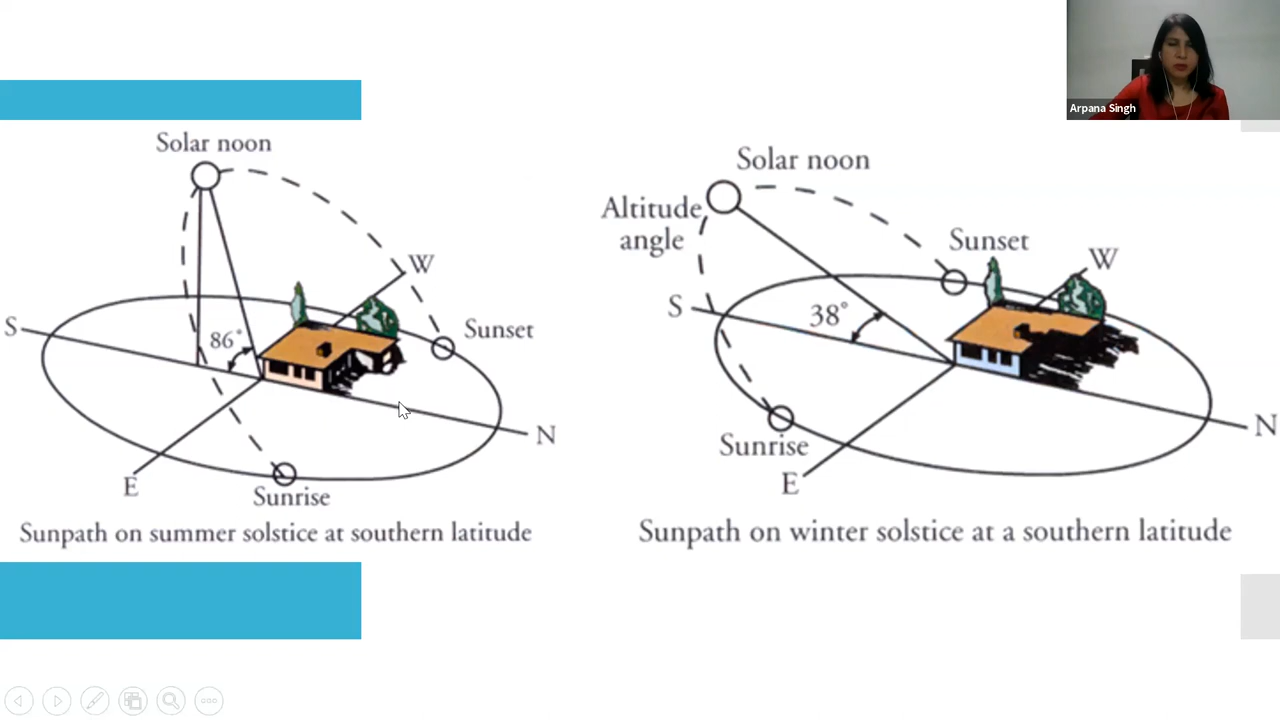 Arpana Singh
Solar noon
W
S
86°
Sunset
N
E
Sunrise
Sunpath on summer solstice at southern latitude
Solar noon
Altitude
angle
Sunset
W
S
38°
Sunrise
E
N
Sunpath on winter solstice at a southern latitude